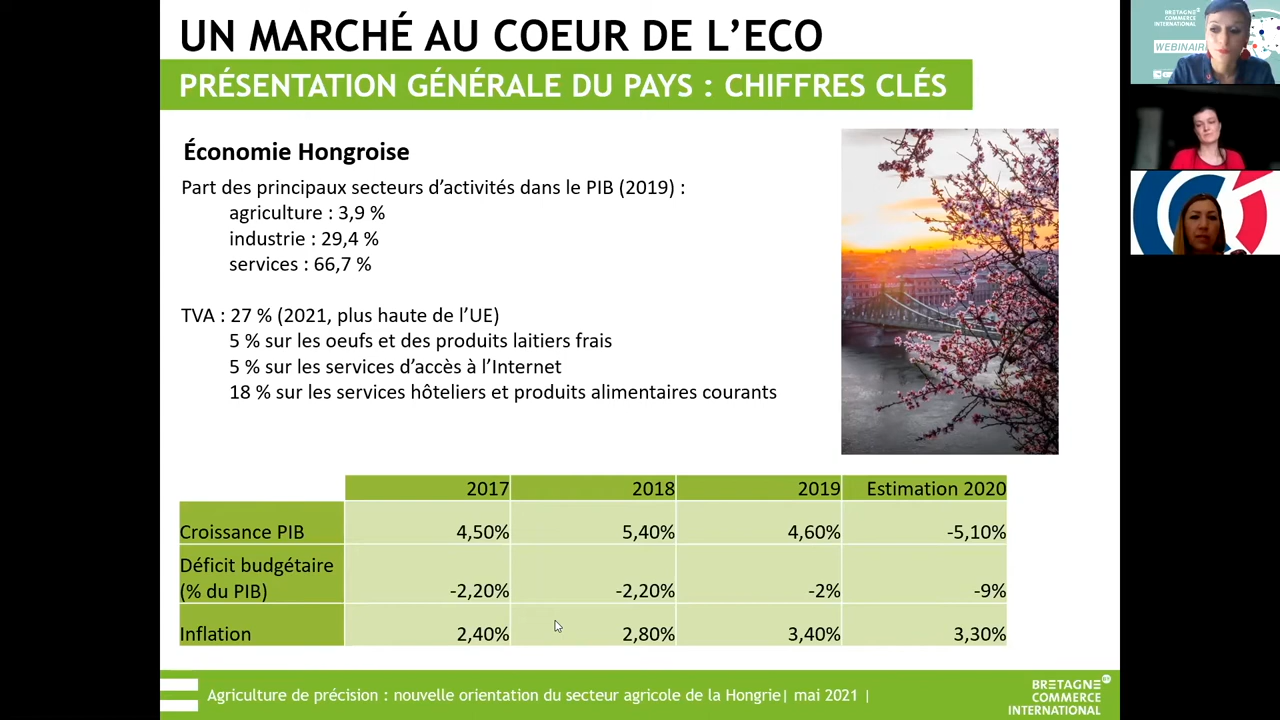 UN MARCHÉ AU COEUR DE L’ECO
PRÉSENTATION GÉNÉRALE DU PAYS : CHIFFRES CLÉS
Économie Hongroise
Part des principaux secteurs d’activités dans le PIB (2019) :
agriculture : 3,9 %
industrie : 29,4 %
services : 66,7 %
TVA : 27 % (2021, plus haute de l’UE)
5 % sur les oeufs et des produits laitiers frais
5 % sur les services d’accès à l’Internet
18 % sur les services hôteliers et produits alimentaires courants
2017 2018 2019 Estimation 2020
Croissance PIB 4,50% 5,40% 4,60% -5,10%
Déficit budgétaire
(% du PIB) -2,20% -2,20% -2% -9%
Inflation 2,40% 2,80% 3,40% 3,30%
Agriculture de précision : nouvelle orientation du secteur agricole de la Hongrie| mai 2021 |
BRETAGNE
COMMERCE
INTERNATIONAL
BRETAGNE
COMMERCE
INTERNATIONAL